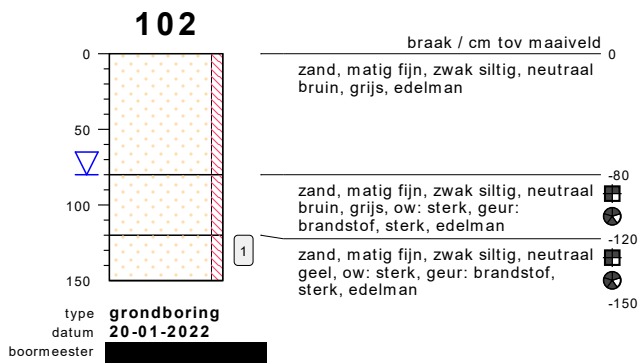 102
braak / cm tov maaiveld
0
0
zand, matig fijn, zwak siltig, neutraal
bruin, grijs, edelman
50
-80
zand, matig fijn, zwak siltig, neutraal
bruin, grijs, ow: sterk, geur:
brandstof, sterk, edelman
100
-120
1
zand, matig fijn, zwak siltig, neutraal
geel, ow: sterk, geur: brandstof,
sterk, edelman
150
-150
type grondboring
datum 20-01-2022
boormeester